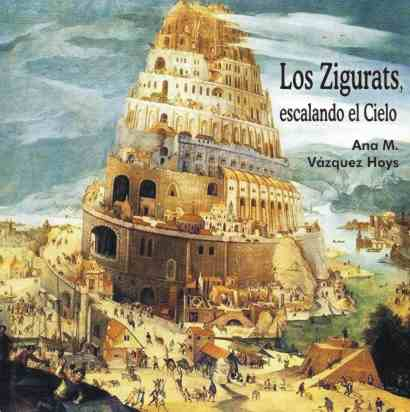 Los Zigurats,
escalando el Cielo
Ana M.
Vázquez Hoys